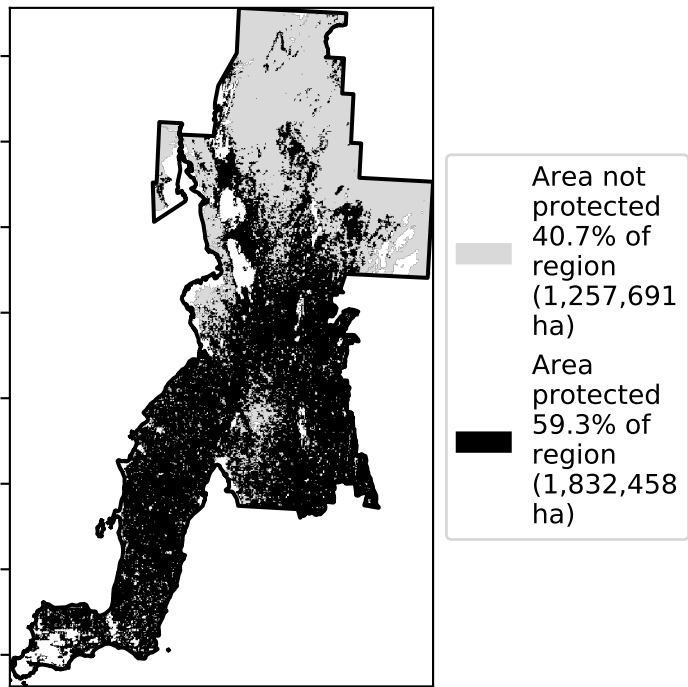 Area not
protected
40.7% of
region
(1,257,691
ha)
Area
protected
59.3% of
region
(1,832,458
ha)